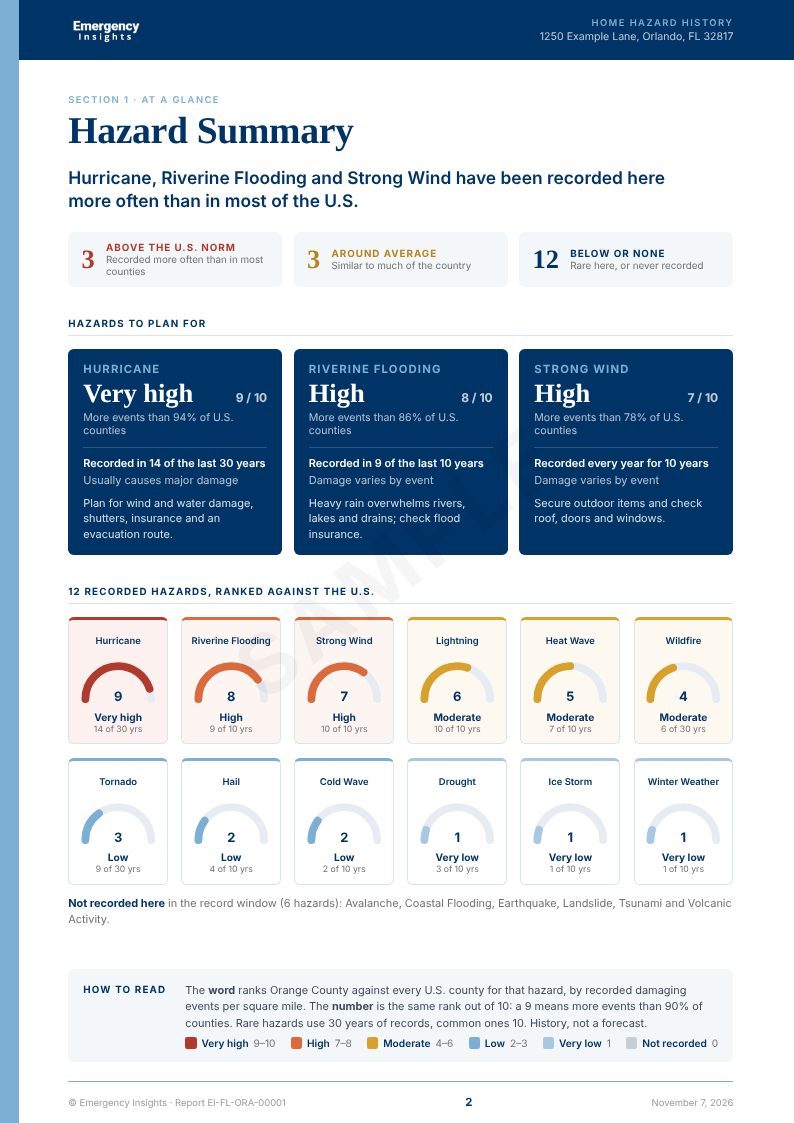 Emergency
Insights
HOME HAZARD HISTORY
1250 Example Lane, Orlando, FL 32817
SECTION 1 · AT A GLANCE
Hazard Summary
Hurricane, Riverine Flooding and Strong Wind have been recorded here
more often than in most of the U.S.
3
ABOVE THE U.S. NORM
Recorded more often than in most
counties
3
AROUND AVERAGE
Similar to much of the country
12
BELOW OR NONE
Rare here, or never recorded
HAZARDS TO PLAN FOR
HURRICANE
Very high 9 / 10
More events than 94% of U.S.
counties
Recorded in 14 of the last 30 years
Usually causes major damage
Plan for wind and water damage,
shutters, insurance and an
evacuation route.
RIVERINE FLOODING
High 8 / 10
More events than 86% of U.S.
counties
Recorded in 9 of the last 10 years
Damage varies by event
Heavy rain overwhelms rivers,
lakes and drains; check flood
insurance.
STRONG WIND
High 7 / 10
More events than 78% of U.S.
counties
Recorded every year for 10 years
Damage varies by event
Secure outdoor items and check
roof, doors and windows.
SAMPLE
12 RECORDED HAZARDS, RANKED AGAINST THE U.S.
Hurricane
9
Very high
14 of 30 yrs
Riverine Flooding
8
High
9 of 10 yrs
Strong Wind
7
High
10 of 10 yrs
Lightning
6
Moderate
10 of 10 yrs
Heat Wave
5
Moderate
7 of 10 yrs
Wildfire
4
Moderate
6 of 30 yrs
Tornado
3
Low
9 of 30 yrs
Hail
2
Low
4 of 10 yrs
Cold Wave
2
Low
2 of 10 yrs
Drought
1
Very low
3 of 10 yrs
Ice Storm
1
Very low
1 of 10 yrs
Winter Weather
1
Very low
1 of 10 yrs
Not recorded here in the record window (6 hazards): Avalanche, Coastal Flooding, Earthquake, Landslide, Tsunami and Volcanic
Activity.
HOW TO READ
The word ranks Orange County against every U.S. county for that hazard, by recorded damaging
events per square mile. The number is the same rank out of 10: a 9 means more events than 90% of
counties. Rare hazards use 30 years of records, common ones 10. History, not a forecast.
Very high 9–10 High 7–8 Moderate 4–6 Low 2–3 Very low 1 Not recorded 0
© Emergency Insights · Report EI-FL-ORA-00001
2
November 7, 2026